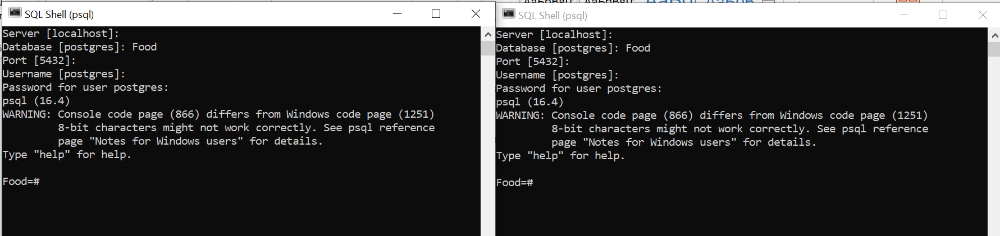 SQL Shell (psql)
Server [localhost]:
Database [postgres]: Food
Port [5432]:
Username [postgres]:
Password for user postgres:
psql (16.4)
WARNING: Console code page (866) differs from Windows code page (1251)
8-bit characters might not work correctly. See psql reference
page "Notes for Windows users" for details.
Type "help" for help.
Food=#
SQL Shell (psql)
Server [localhost]:
Database [postgres]: Food
Port [5432]:
Username [postgres]:
Password for user postgres:
psql (16.4)
WARNING: Console code page (866) differs from Windows code page (1251)
8-bit characters might not work correctly. See psql reference
page "Notes for Windows users" for details.
Type "help" for help.
Food=#